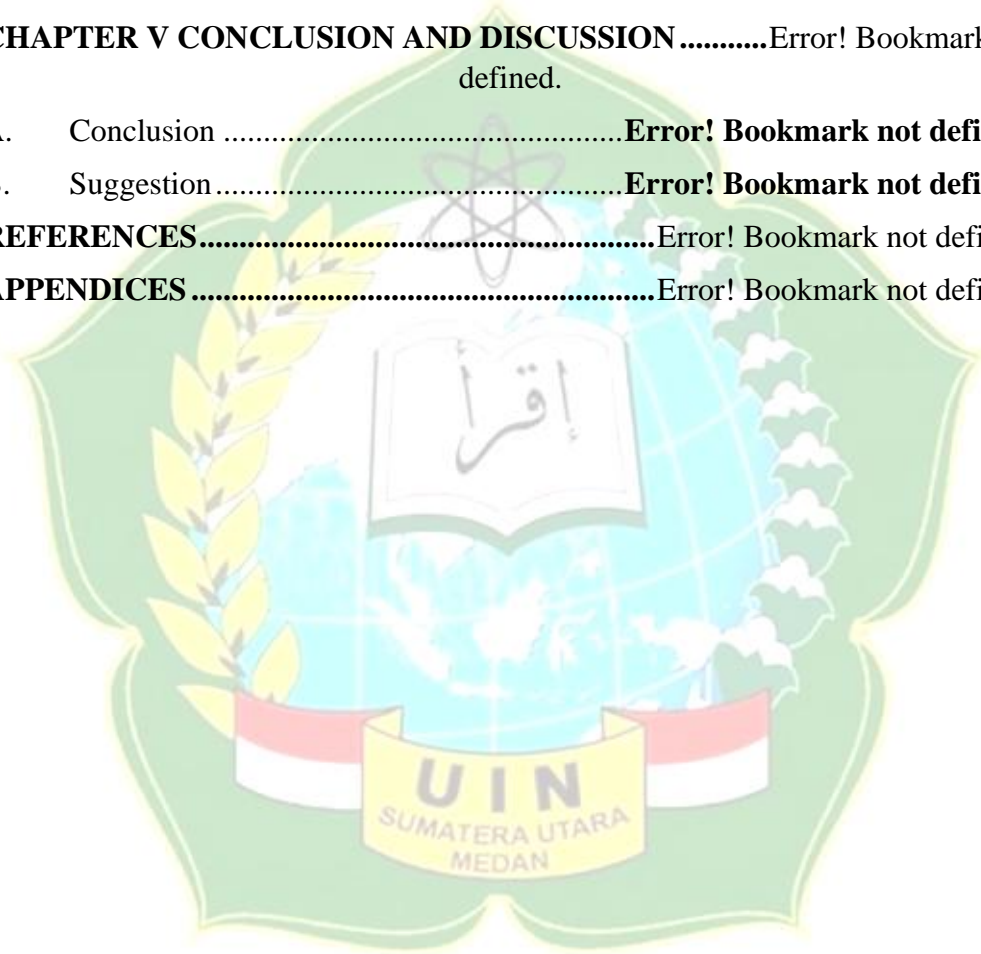 CHAPTER V CONCLUSION AND DISCUSSION...........Error! Bookmark
defined.
A. Conclusion ................................................Error! Bookmark not defi
B. Suggestion ................................................Error! Bookmark not defi
REFERENCES.........................................................Error! Bookmark not defi
APPENDICES.........................................................Error! Bookmark not defi
إقرأ
UIN
SUMATERA UTARA
MEDAN